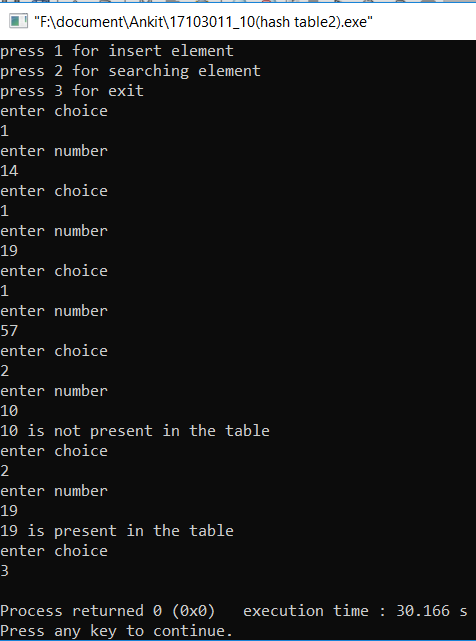 "F:\document\Ankit\17103011_10(hash table2).exe"
press 1 for insert element
press 2 for searching element
press 3 for exit
enter choice
1
enter number
14
enter choice
1
enter number
19
enter choice
1
enter number
57
enter choice
2
enter number
10
10 is not present in the table
enter choice
2
enter number
19
19 is present in the table
enter choice
3
Process returned 0 (0x0)   execution time : 30.166 s
Press any key to continue.